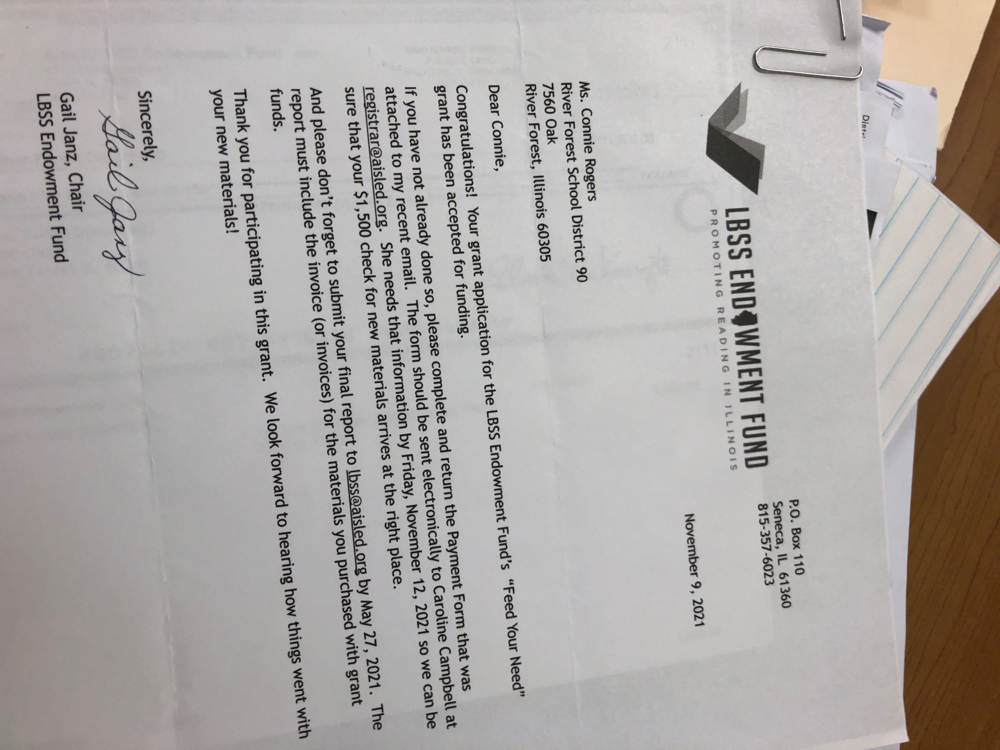 LBSS ENDOWMENT FUND
PROMOTING READING IN ILLINOIS
P.O. Box 110
Seneca, IL 61360
815-357-6023
November 9, 2021
Ms. Connie Rogers
River Forest School District 90
7560 Oak
River Forest, Illinois 60305
Dear Connie,
Congratulations! Your grant application for the LBSS Endowment Fund's “Feed Your Need”
grant has been accepted for funding.
If you have not already done so, please complete and return the Payment Form that was
attached to my recent email. The form should be sent electronically to Caroline Campbell at
registrar@aisled.org. She needs that information by Friday, November 12, 2021 so we can be
sure that your $1,500 check for new materials arrives at the right place.
And please don't forget to submit your final report to lbss@aisled.org by May 27, 2021. The
report must include the invoice (or invoices) for the materials you purchased with grant
funds.
Thank you for participating in this grant. We look forward to hearing how things went with
your new materials!
Sincerely,
Gail Janz
Gail Janz, Chair
LBSS Endowment Fund